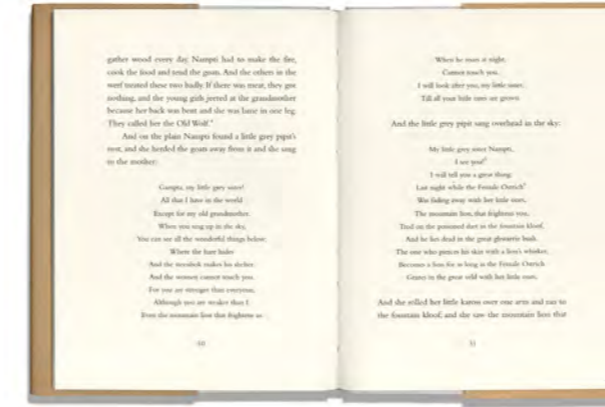 gather wood every day. Nampti had to make the fire,
cook the food and tend the goats. And the others in the
werf treated these two badly. If there was meat, they got
nothing, and the young girls jeered at the grandmother
because her back was bent and she was lame in one leg.
They called her the Old Wolf.
And on the plain Nampti found a little grey pipit's
nest, and she herded the goats away from it and she sang
to the mother:
Gampta, my little grey sister!
All that I have in the world
Except for my old grandmother.
When you sing up in the sky,
You can see all the wonderful things below:
Where the hare hides
And the steenbok makes his shelter.
And the women cannot touch you,
For you are stronger than everyone,
Although you are weaker than I.
Even the mountain lion that frightens us
10
When he roars at night,
Cannot touch you.
I will look after you, my little sister,
Till all your little ones are grown.
And the little grey pipit sang overhead in the sky:
My little grey sister Nampti,
I see you!
I will tell you a great thing:
Last night while the Female Ostrich
Was fading away with her little ones,
The mountain lion, that frightens you,
Trod on the poisoned dart in the fountain kloof,
And he lies dead in the great bush.
The one who pierces his skin with a lion's whisker,
Becomes a lion for as long as the Female Ostrich
Grazes in the great veld with her little ones.
And she rolled her little kaross over one arm and ran to
the fountain kloof; and she saw the mountain lion that
11